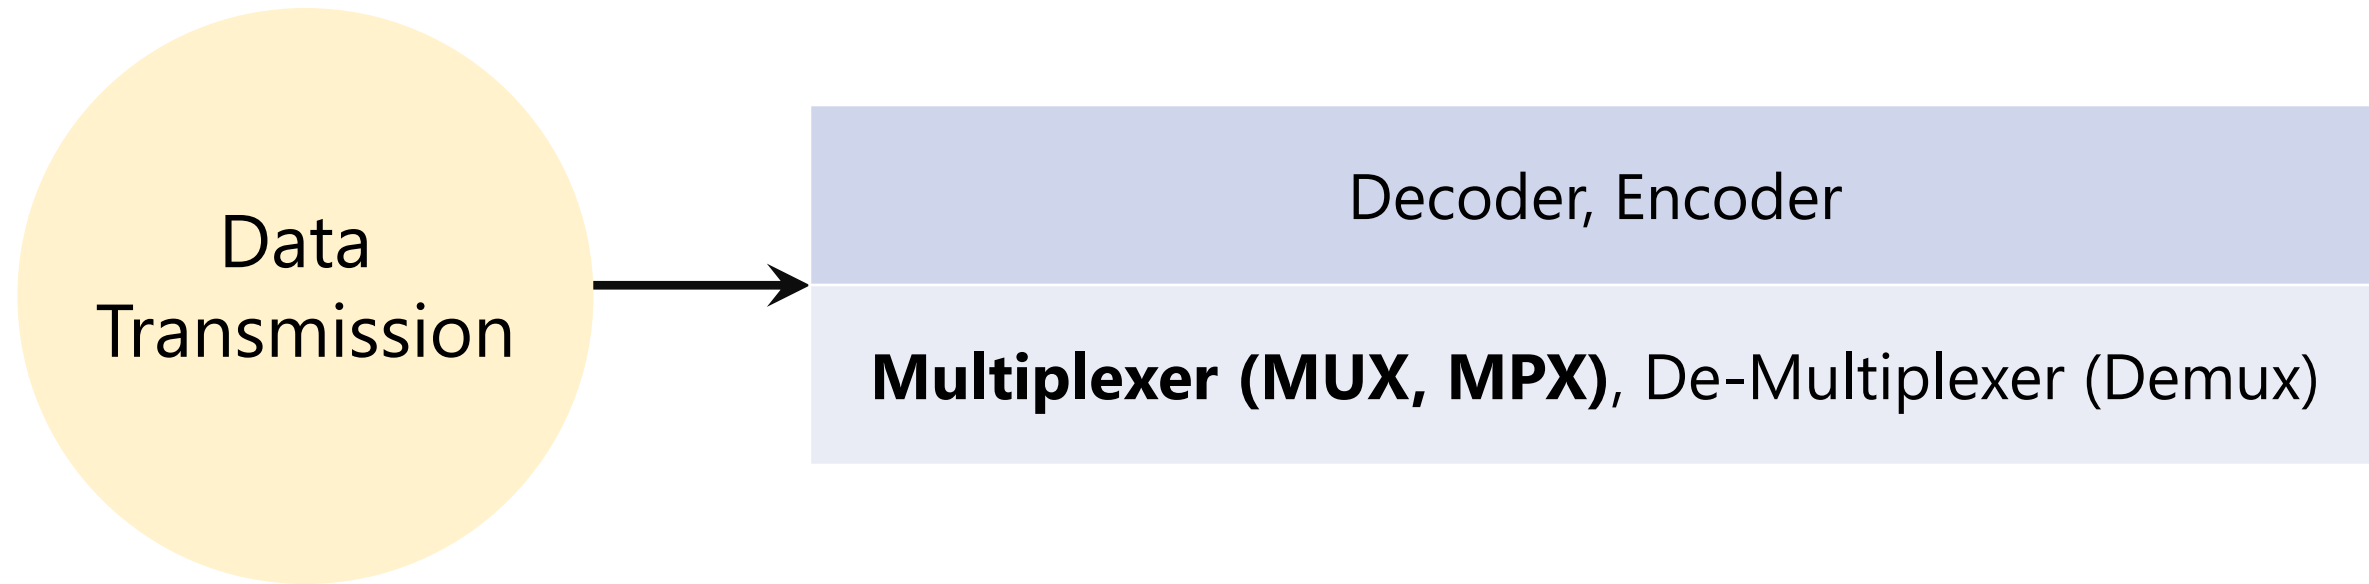 Data
Transmission
Decoder, Encoder
Multiplexer (MUX, MPX), De-Multiplexer (Demux)